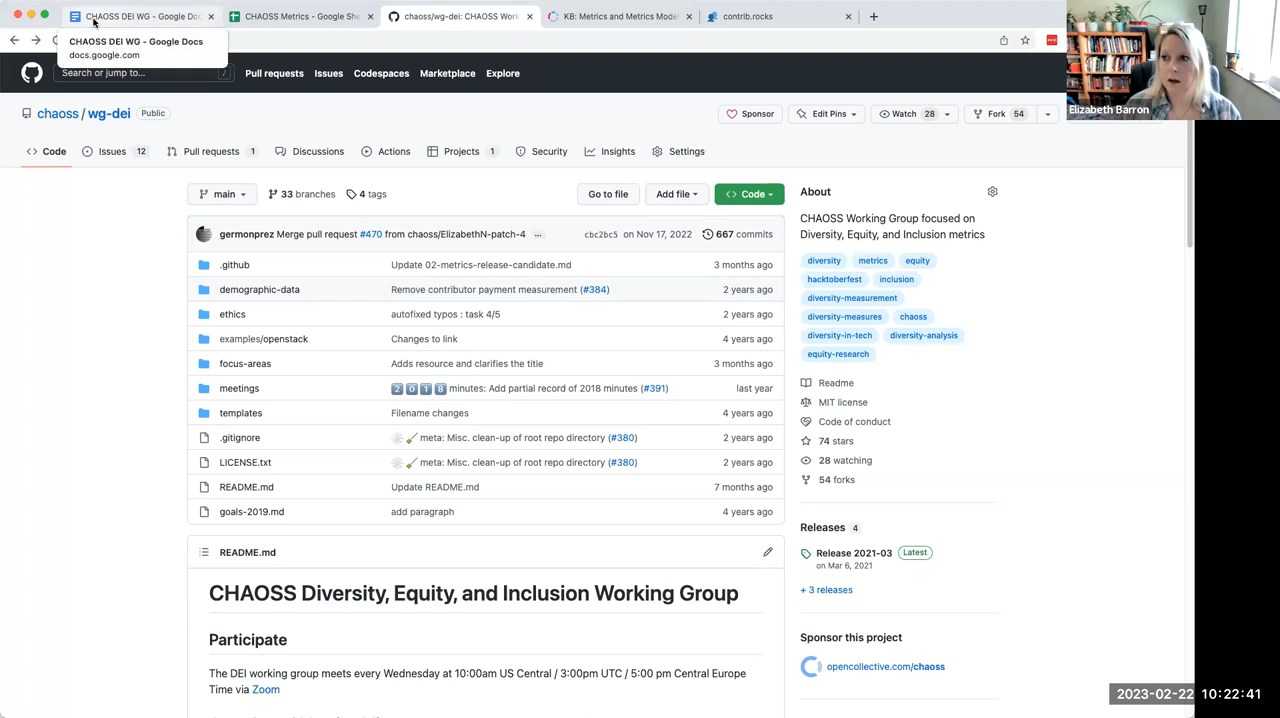 CHAOSS DEI WG - Google Doc
CHAOSS Metrics - Google She
chaoss/wg-dei: CHAOSS Work
KB: Metrics and Metrics Model
contrib.rocks
CHAOSS DEI WG - Google Docs
docs.google.com
Search or jump to...
/
Pull requests
Issues
Codespaces
Marketplace
Explore
Elizabeth Barron
chaoss / wg-dei
Public
Sponsor
Edit Pins
Watch 28
Fork 54
Code
Issues 12
Pull requests 1
Discussions
Actions
Projects 1
Security
Insights
Settings
main
33 branches
4 tags
Go to file
Add file
Code
germonprez Merge pull request #470 from chaoss/ElizabethN-patch-4 ...
cbc2bc5 on Nov 17, 2022
667 commits
.github Update 02-metrics-release-candidate.md 3 months ago
demographic-data Remove contributor payment measurement (#384) 2 years ago
ethics autofixed typos : task 4/5 2 years ago
examples/openstack Changes to link 4 years ago
focus-areas Adds resource and clarifies the title 3 months ago
meetings 2 0 1 8 minutes: Add partial record of 2018 minutes (#391) last year
templates Filename changes 4 years ago
.gitignore meta: Misc. clean-up of root repo directory (#380) 2 years ago
LICENSE.txt meta: Misc. clean-up of root repo directory (#380) 2 years ago
README.md Update README.md 7 months ago
goals-2019.md add paragraph 4 years ago
README.md
CHAOSS Diversity, Equity, and Inclusion Working Group
Participate
The DEI working group meets every Wednesday at 10:00am US Central / 3:00pm UTC / 5:00 pm Central Europe
Time via Zoom
About
CHAOSS Working Group focused on
Diversity, Equity, and Inclusion metrics
diversity metrics equity
hacktoberfest inclusion
diversity-measurement
diversity-measures chaoss
diversity-in-tech diversity-analysis
equity-research
Readme
MIT license
Code of conduct
74 stars
28 watching
54 forks
Releases 4
Release 2021-03 Latest
on Mar 6, 2021
+ 3 releases
Sponsor this project
opencollective.com/chaoss
2023-02-22 10:22:41